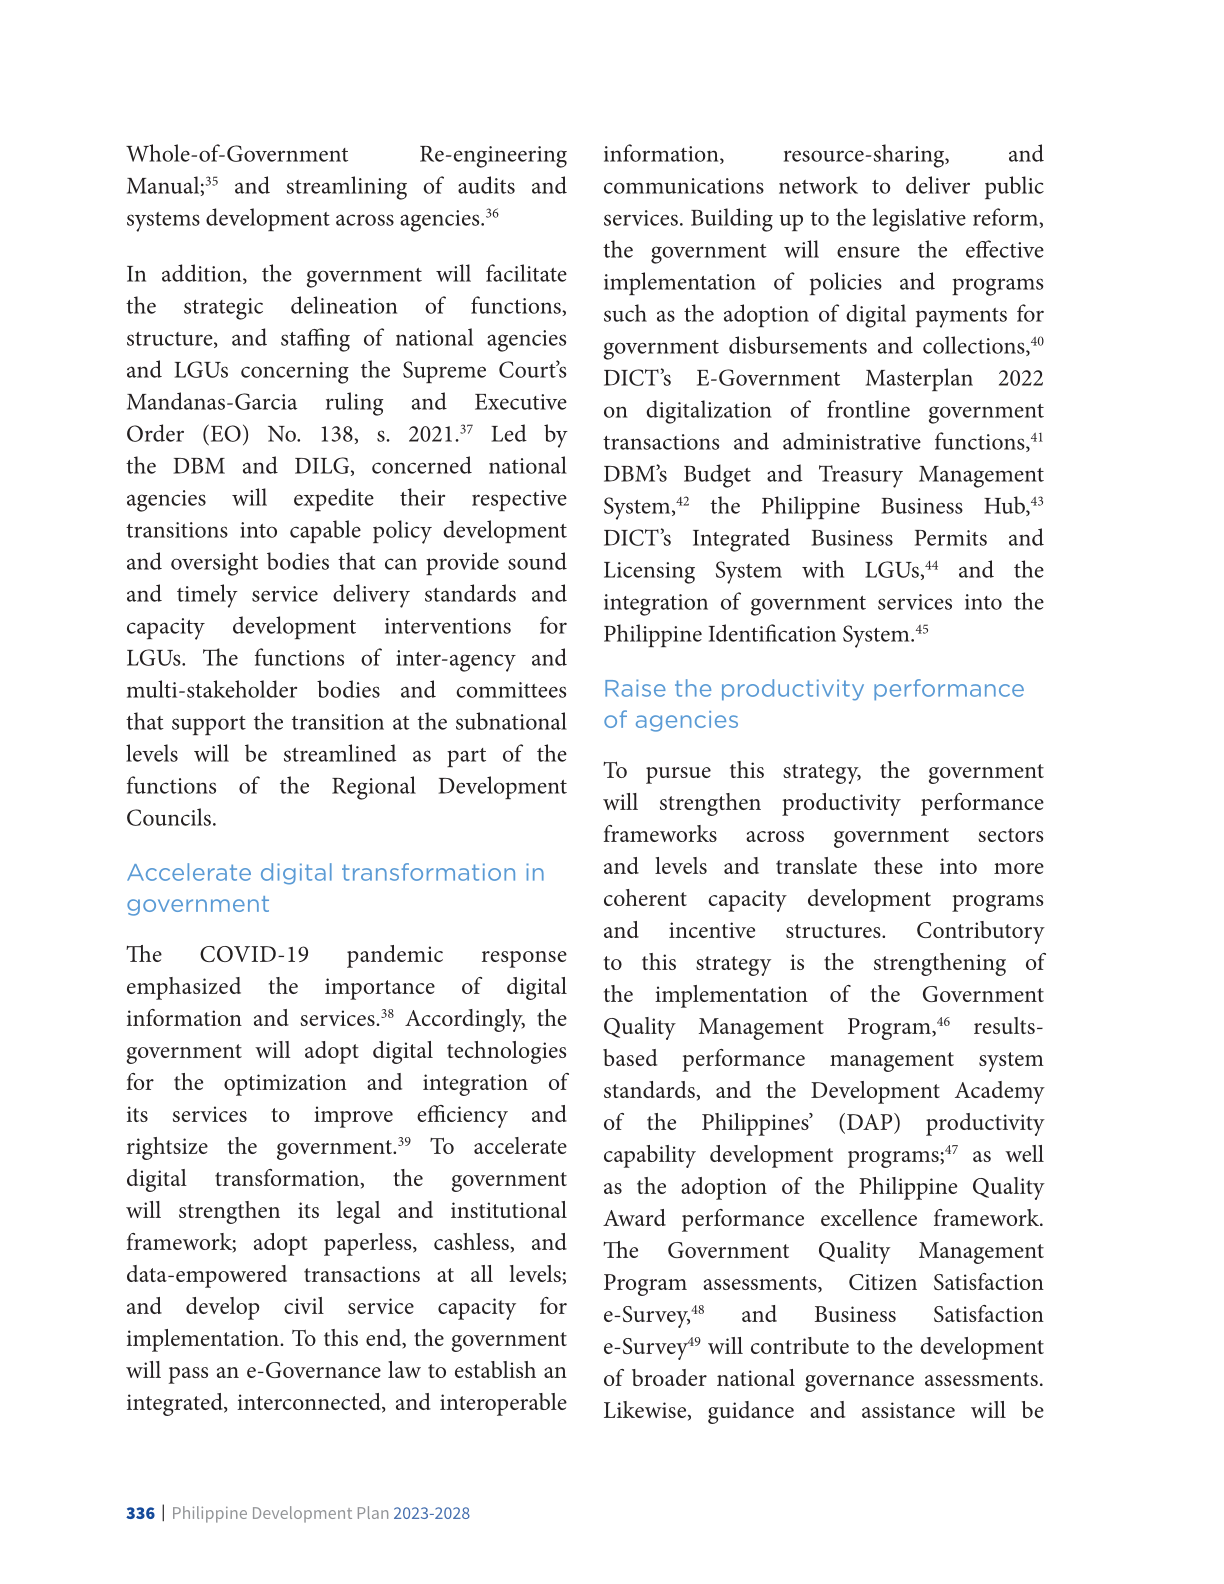 Whole-of-Government Re-engineering
Manual;³⁵ and streamlining of audits and
systems development across agencies.³⁶
In addition, the government will facilitate
the strategic delineation of functions,
structure, and staffing of national agencies
and LGUs concerning the Supreme Court’s
Mandanas-Garcia ruling and Executive
Order (EO) No. 138, s. 2021.³⁷ Led by
the DBM and DILG, concerned national
agencies will expedite their respective
transitions into capable policy development
and oversight bodies that can provide sound
and timely service delivery standards and
capacity development interventions for
LGUs. The functions of inter-agency and
multi-stakeholder bodies and committees
that support the transition at the subnational
levels will be streamlined as part of the
functions of the Regional Development
Councils.
Accelerate digital transformation in
government
The COVID-19 pandemic response
emphasized the importance of digital
information and services.³⁸ Accordingly, the
government will adopt digital technologies
for the optimization and integration of
its services to improve efficiency and
rightsize the government.³⁹ To accelerate
digital transformation, the government
will strengthen its legal and institutional
framework; adopt paperless, cashless, and
data-empowered transactions at all levels;
and develop civil service capacity for
implementation. To this end, the government
will pass an e-Governance law to establish an
integrated, interconnected, and interoperable
information, resource-sharing, and
communications network to deliver public
services. Building up to the legislative reform,
the government will ensure the effective
implementation of policies and programs
such as the adoption of digital payments for
government disbursements and collections,⁴⁰
DICT’s E-Government Masterplan 2022
on digitalization of frontline government
transactions and administrative functions,⁴¹
DBM’s Budget and Treasury Management
System,⁴² the Philippine Business Hub,⁴³
DICT’s Integrated Business Permits and
Licensing System with LGUs,⁴⁴ and the
integration of government services into the
Philippine Identification System.⁴⁵
Raise the productivity performance
of agencies
To pursue this strategy, the government
will strengthen productivity performance
frameworks across government sectors
and levels and translate these into more
coherent capacity development programs
and incentive structures. Contributory
to this strategy is the strengthening of
the implementation of the Government
Quality Management Program,⁴⁶ results-
based performance management system
standards, and the Development Academy
of the Philippines’ (DAP) productivity
capability development programs;⁴⁷ as well
as the adoption of the Philippine Quality
Award performance excellence framework.
The Government Quality Management
Program assessments, Citizen Satisfaction
e-Survey,⁴⁸ and Business Satisfaction
e-Survey⁴⁹ will contribute to the development
of broader national governance assessments.
Likewise, guidance and assistance will be
336 | Philippine Development Plan 2023-2028